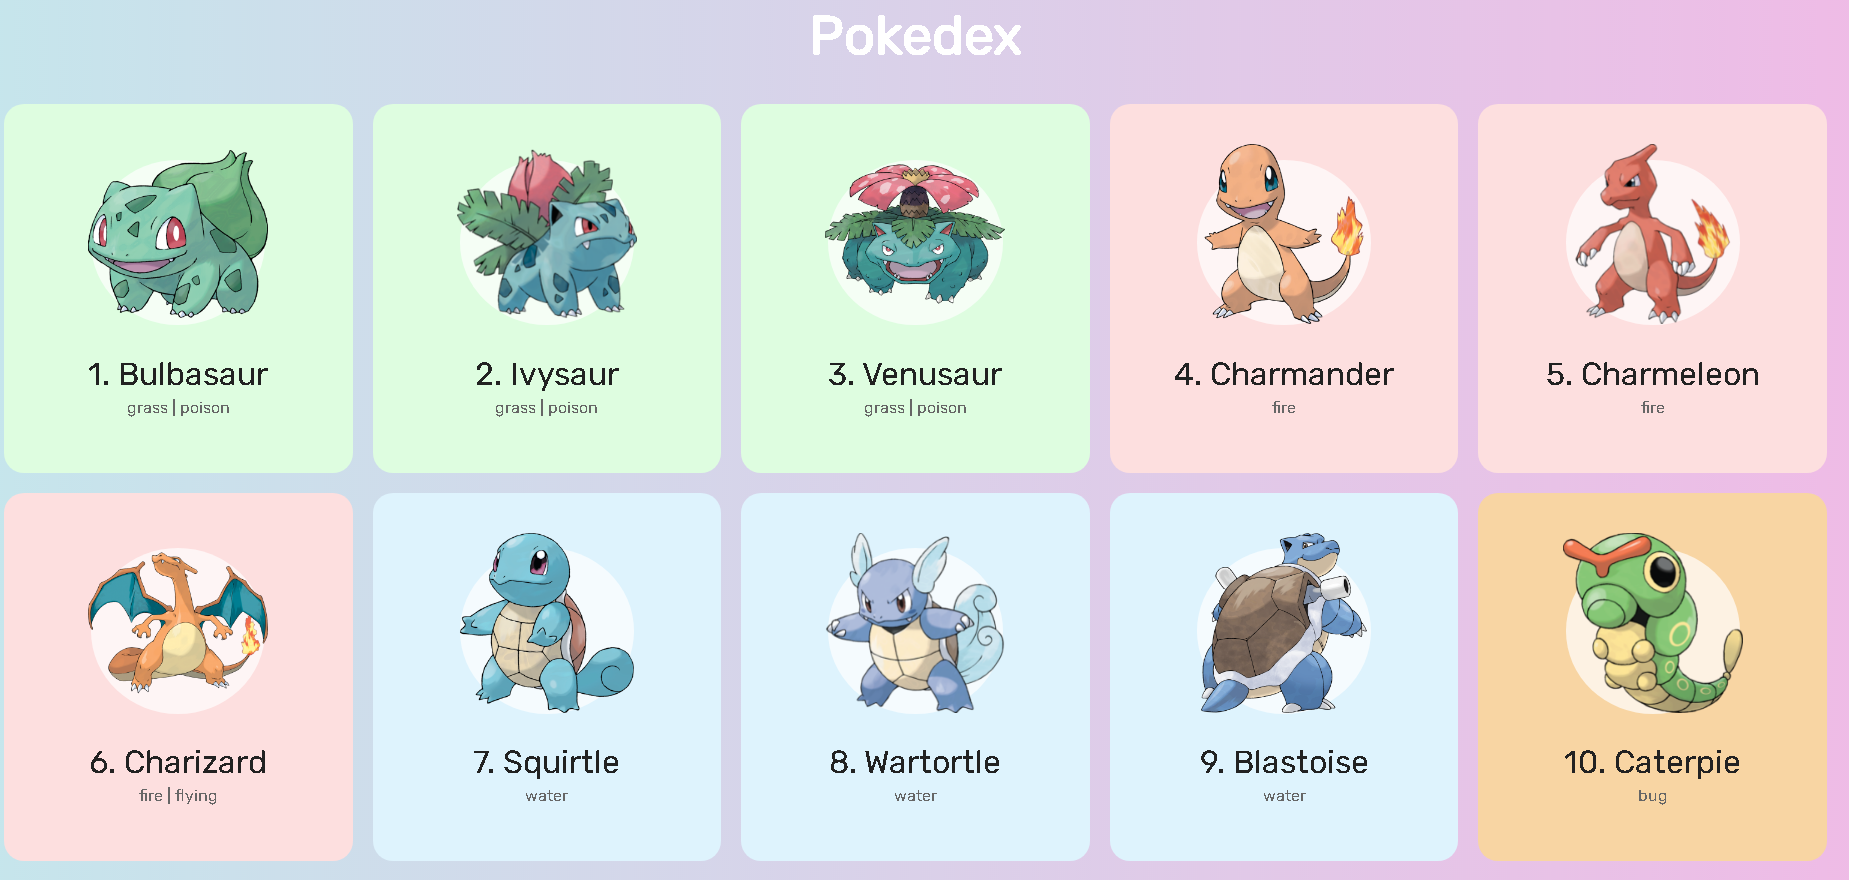 Pokedex
1. Bulbasaur
grass | poison
2. Ivysaur
grass | poison
3. Venusaur
grass | poison
4. Charmander
fire
5. Charmeleon
fire
6. Charizard
fire | flying
7. Squirtle
water
8. Wartortle
water
9. Blastoise
water
10. Caterpie
bug